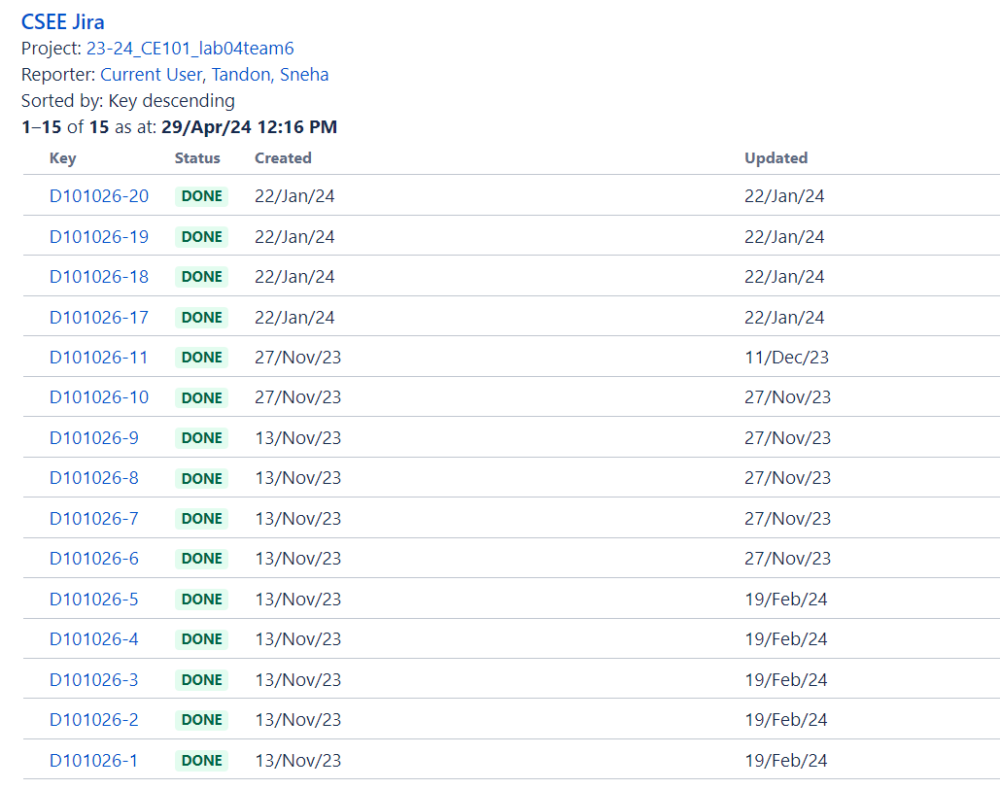 CSEE Jira
Project: 23-24_CE101_lab04team6
Reporter: Current User, Tandon, Sneha
Sorted by: Key descending
1–15 of 15 as at: 29/Apr/24 12:16 PM
Key Status Created Updated
D101026-20 DONE 22/Jan/24 22/Jan/24
D101026-19 DONE 22/Jan/24 22/Jan/24
D101026-18 DONE 22/Jan/24 22/Jan/24
D101026-17 DONE 22/Jan/24 22/Jan/24
D101026-11 DONE 27/Nov/23 11/Dec/23
D101026-10 DONE 27/Nov/23 27/Nov/23
D101026-9 DONE 13/Nov/23 27/Nov/23
D101026-8 DONE 13/Nov/23 27/Nov/23
D101026-7 DONE 13/Nov/23 27/Nov/23
D101026-6 DONE 13/Nov/23 27/Nov/23
D101026-5 DONE 13/Nov/23 19/Feb/24
D101026-4 DONE 13/Nov/23 19/Feb/24
D101026-3 DONE 13/Nov/23 19/Feb/24
D101026-2 DONE 13/Nov/23 19/Feb/24
D101026-1 DONE 13/Nov/23 19/Feb/24